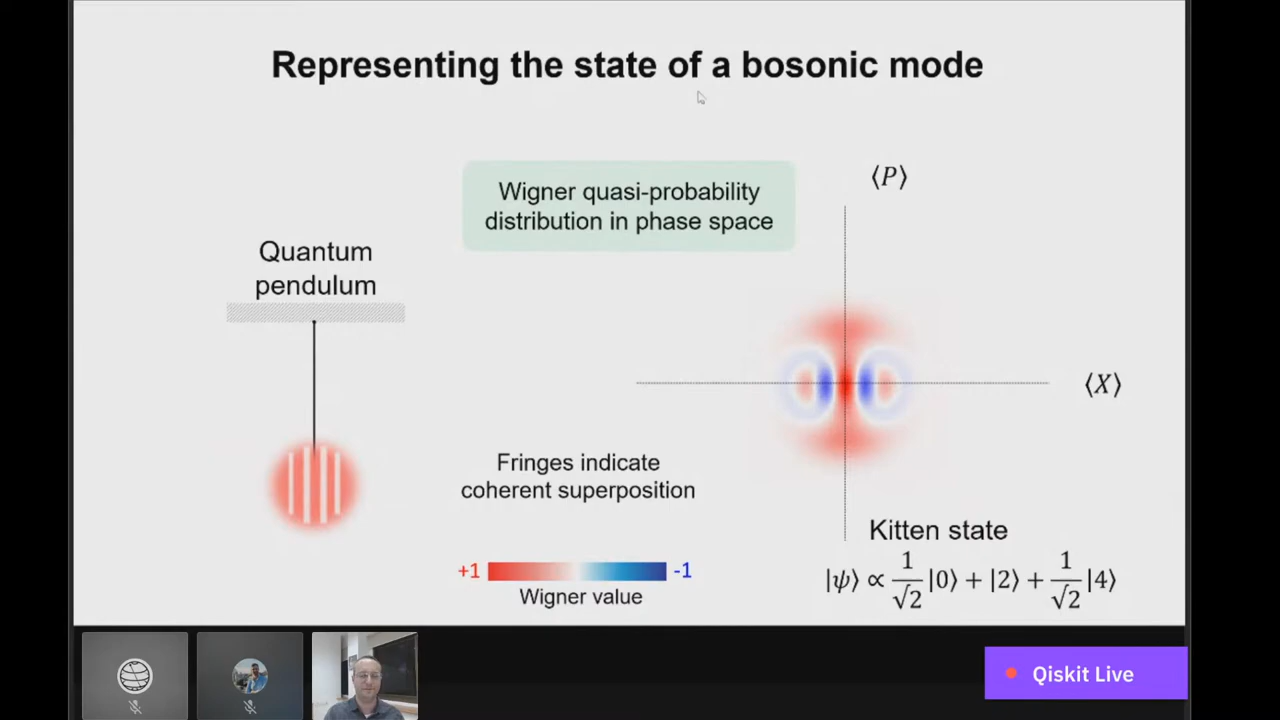 Representing the state of a bosonic mode
Wigner quasi-probability
distribution in phase space
⟨P⟩
Quantum
pendulum
⟨X⟩
Fringes indicate
coherent superposition
Kitten state
|ψ⟩ ∝ 1/√2 |0⟩ + |2⟩ + 1/√2 |4⟩
+1 -1
Wigner value
Qiskit Live